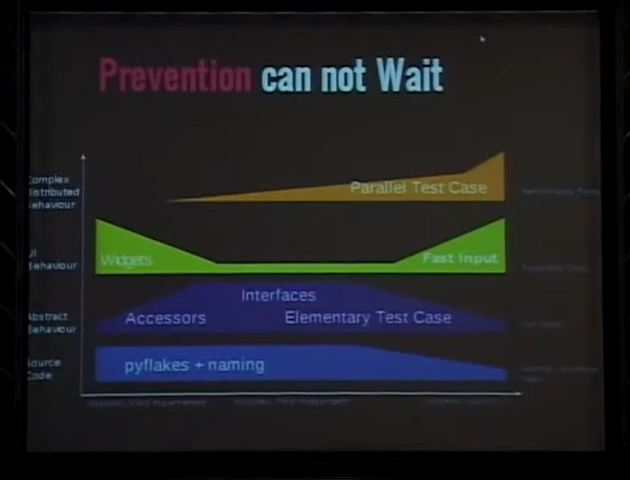 Prevention can not Wait
Complex
Distributed
Behaviour
Parallel Test Case
UI
Behaviour
Widgets
Fast Input
Abstract
Behaviour
Interfaces
Accessors
Elementary Test Case
Source
Code
pyflakes + naming